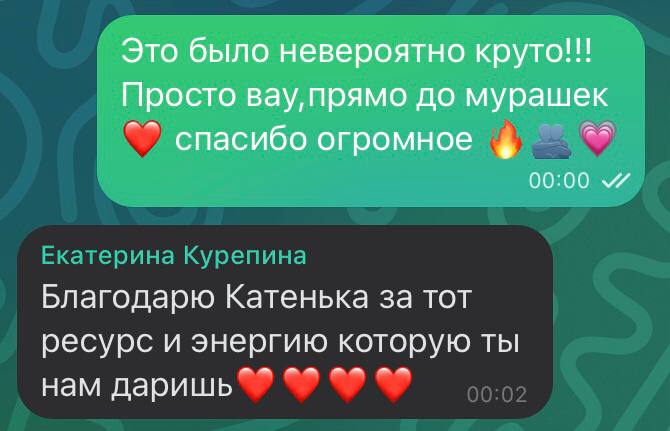 Это было невероятно круто!!!
Просто вау,прямо до мурашек
❤️ спасибо огромное 🔥🫂💗
00:00
Екатерина Курепина
Благодарю Катенька за тот
ресурс и энергию которую ты
нам даришь❤️❤️❤️❤️
00:02